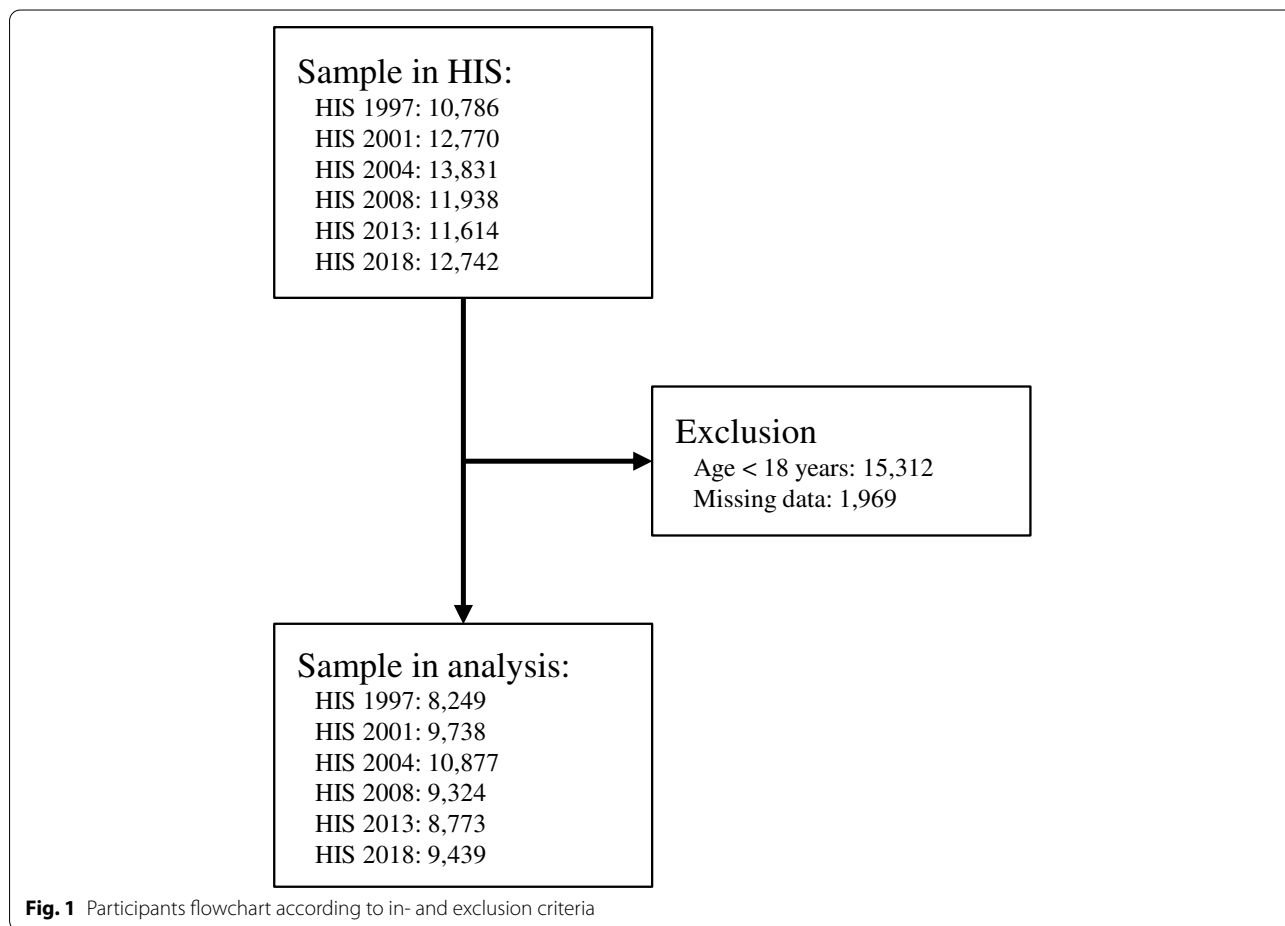 Sample in HIS:
HIS 1997: 10,786
HIS 2001: 12,770
HIS 2004: 13,831
HIS 2008: 11,938
HIS 2013: 11,614
HIS 2018: 12,742
Exclusion
Age < 18 years: 15,312
Missing data: 1,969
Sample in analysis:
HIS 1997: 8,249
HIS 2001: 9,738
HIS 2004: 10,877
HIS 2008: 9,324
HIS 2013: 8,773
HIS 2018: 9,439
Fig. 1 Participants flowchart according to in- and exclusion criteria